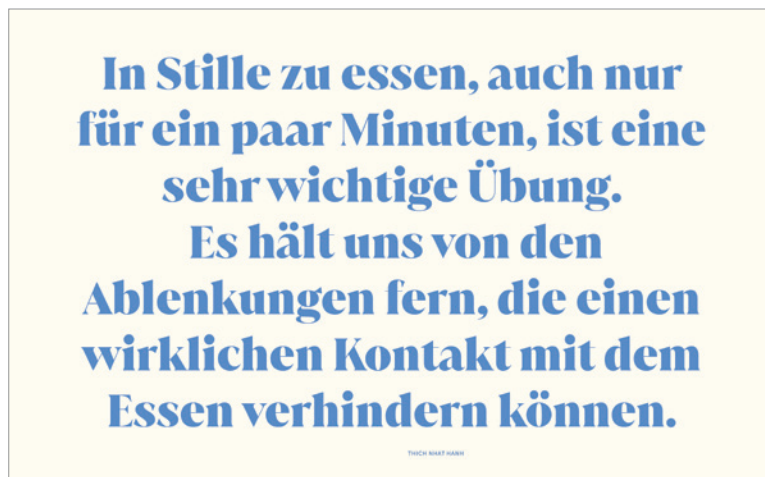 In Stille zu essen, auch nur
für ein paar Minuten, ist eine
sehr wichtige Übung.
Es hält uns von den
Ablenkungen fern, die einen
wirklichen Kontakt mit dem
Essen verhindern können.
THICH NHAT HANH